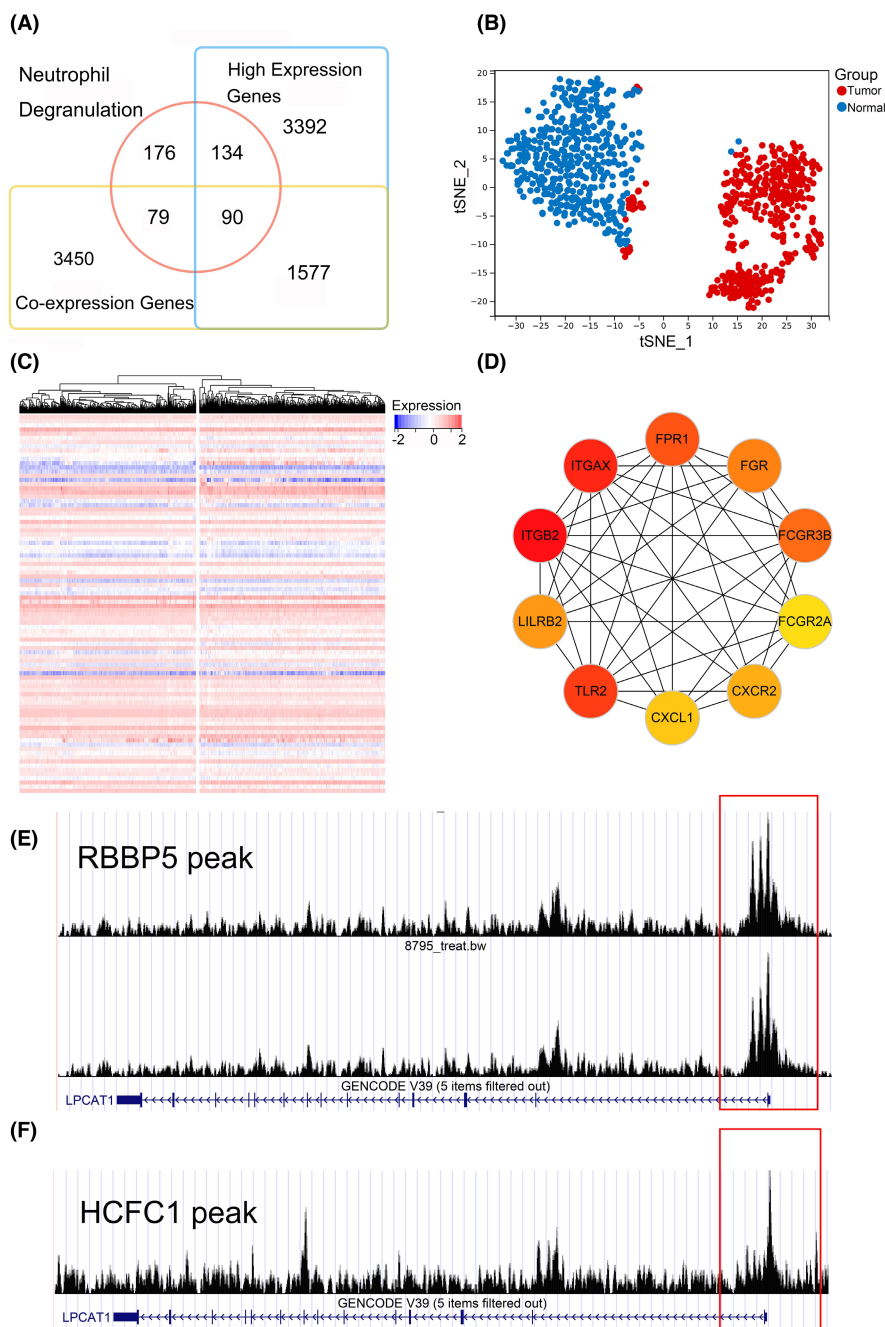 (A)
Neutrophil
Degranulation
High Expression
Genes
3392
176
134
79
90
3450
1577
Co-expression Genes
(B)
20
15
10
5
0
−5
−10
−15
−20
tSNE_2
−30
−25
−20
−15
−10
−5
0
5
10
15
20
25
30
tSNE_1
Group
Tumor
Normal
(C)
Expression
-2
0
2
(D)
FPR1
ITGAX
FGR
ITGB2
FCGR3B
LILRB2
FCGR2A
TLR2
CXCR2
CXCL1
(E)
RBBP5 peak
8795_treat.bw
GENCODE V39 (5 items filtered out)
LPCAT1
(F)
HCFC1 peak
GENCODE V39 (5 items filtered out)
LPCAT1